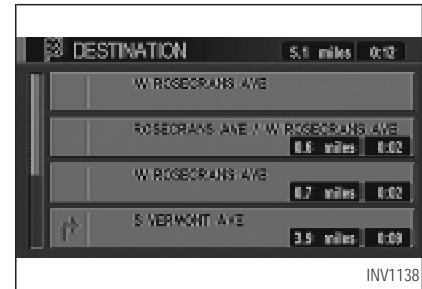 DESTINATION 5.1 miles 0:12
W ROSECRANS AVE
ROSECRANS AVE / W ROSECRANS AVE
0.6 miles 0:02
W ROSECRANS AVE
0.7 miles 0:02
S VERMONT AVE
3.9 miles 0:09
INV1138